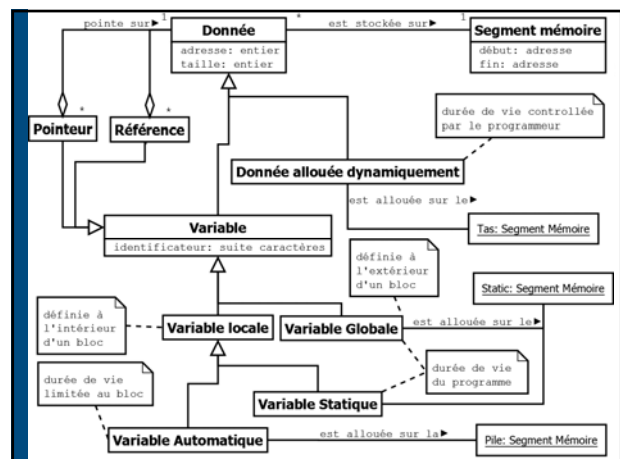 pointe sur
1
Donnée
*
est stockée sur
1
Segment mémoire
adresse: entier
taille: entier
début: adresse
fin: adresse
*
*
Pointeur
Référence
durée de vie controllée
par le programmeur
Donnée allouée dynamiquement
est allouée sur le
Variable
identificateur: suite caractères
Tas: Segment Mémoire
définie à
l'extérieur
d'un bloc
Static: Segment Mémoire
définie à
l'intérieur
d'un bloc
Variable locale
Variable Globale
est allouée sur le
durée de vie
limitée au bloc
durée de vie
du programme
Variable Statique
Variable Automatique
est allouée sur la
Pile: Segment Mémoire